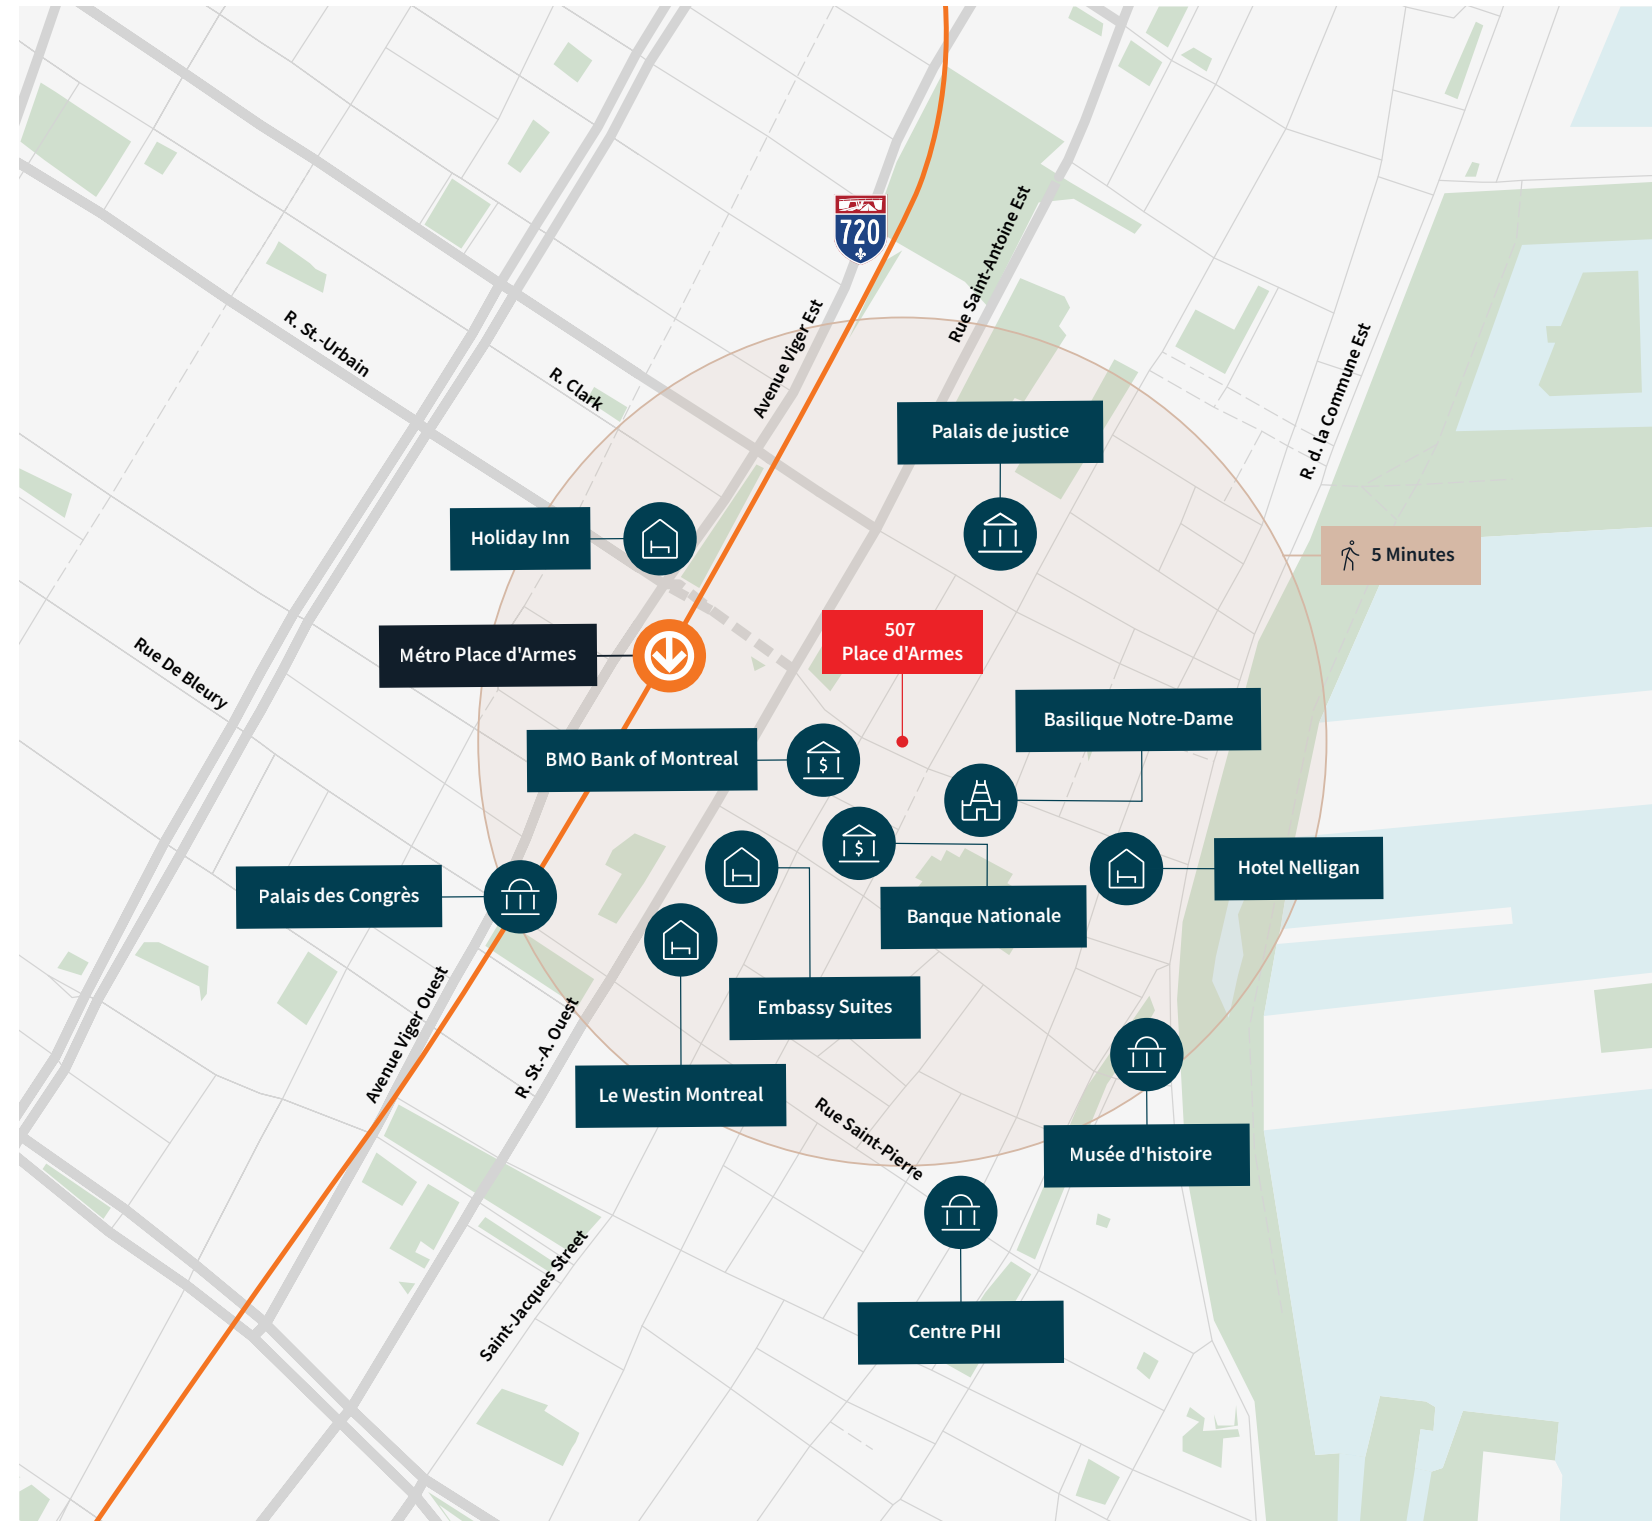 720
Rue Saint-Antoine Est
Avenue Viger Est
R. St.-Urbain
R. Clark
R. d. la Commune Est
Palais de justice
Holiday Inn
5 Minutes
507
Place d'Armes
Métro Place d'Armes
Rue De Bleury
Basilique Notre-Dame
BMO Bank of Montreal
$
$
Hotel Nelligan
Palais des Congrès
Banque Nationale
Embassy Suites
Avenue Viger Ouest
R. St.-A. Ouest
Le Westin Montreal
Rue Saint-Pierre
Musée d'histoire
Saint-Jacques Street
Centre PHI